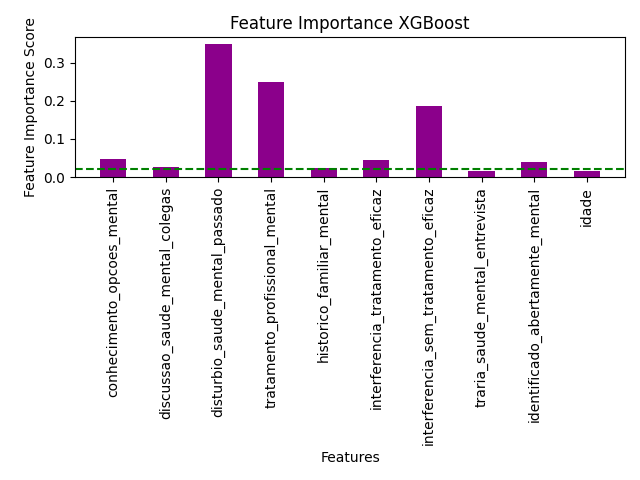 Feature Importance XGBoost
Feature Importance Score
0.3
0.2
0.1
0.0
conhecimento_opcoes_mental
discussao_saude_mental_colegas
disturbio_saude_mental_passado
tratamento_profissional_mental
historico_familiar_mental
interferencia_tratamento_eficaz
interferencia_sem_tratamento_eficaz
traria_saude_mental_entrevista
identificado_abertamente_mental
idade
Features